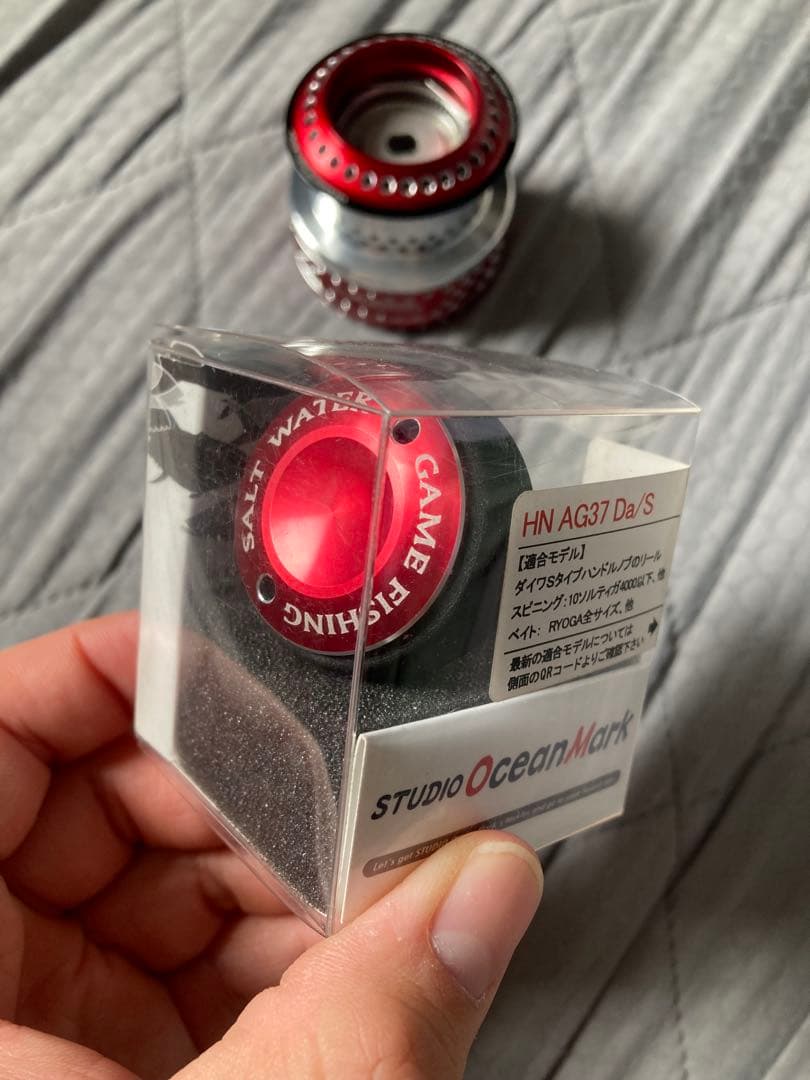 SALT WATER GAME FISHING
HN AG37 Da/S
【適合モデル】
ダイワSタイプハンドルノブのリール
スピニング:10ソルティガ4000以下、他
ベイト: RYOGA全サイズ、他
最新の適合モデルについては
側面のQRコードよりご確認下さい
STUDIO OceanMark
Let's get STUDIO